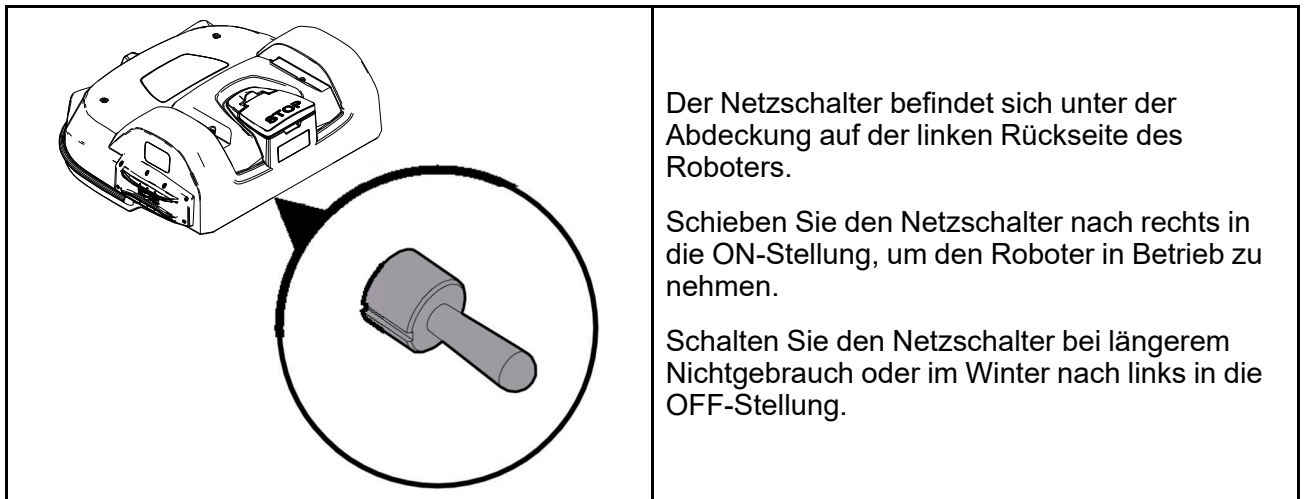 STOP
Der Netzschalter befindet sich unter der
Abdeckung auf der linken Rückseite des
Roboters.
Schieben Sie den Netzschalter nach rechts in
die ON-Stellung, um den Roboter in Betrieb zu
nehmen.
Schalten Sie den Netzschalter bei längerem
Nichtgebrauch oder im Winter nach links in die
OFF-Stellung.